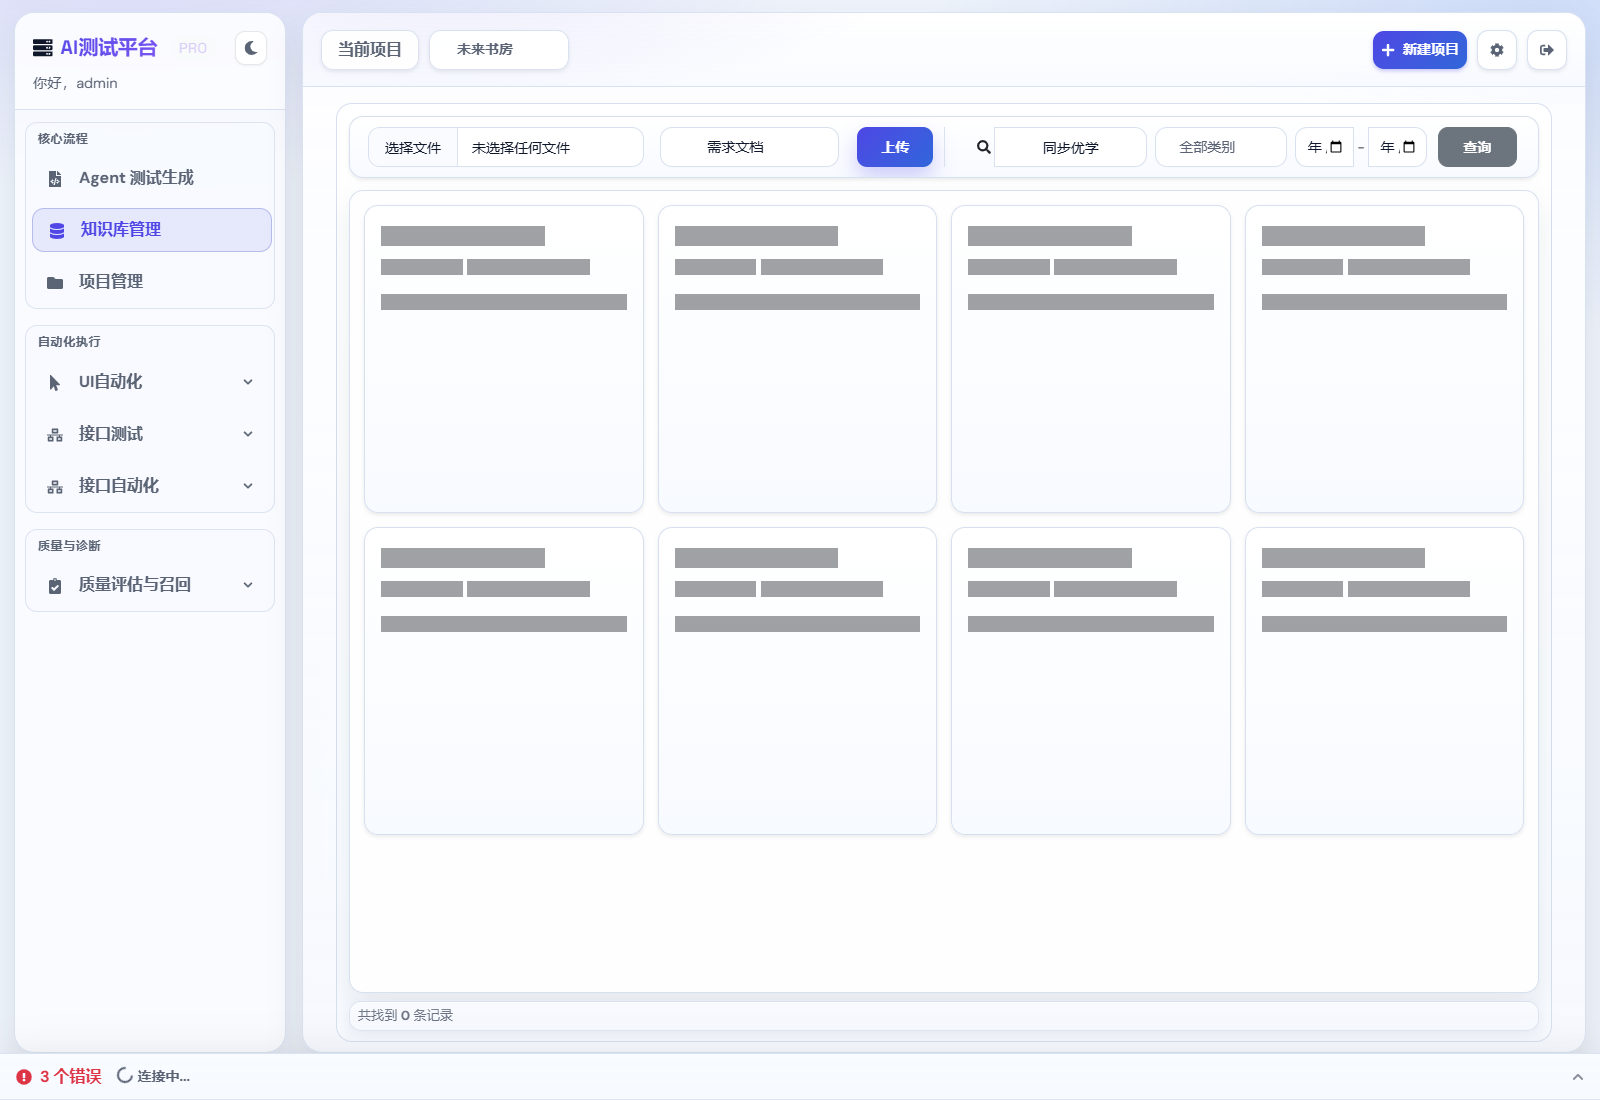 AI测试平台 PRO
你好，admin
核心流程
Agent 测试生成
知识库管理
项目管理
自动化执行
UI自动化
接口测试
接口自动化
质量与诊断
质量评估与召回
当前项目 未来书房
新建项目
选择文件 未选择任何文件 需求文档 上传 同步优学 全部类别 年 - 年 查询
共找到 0 条记录
3 个错误 连接中...